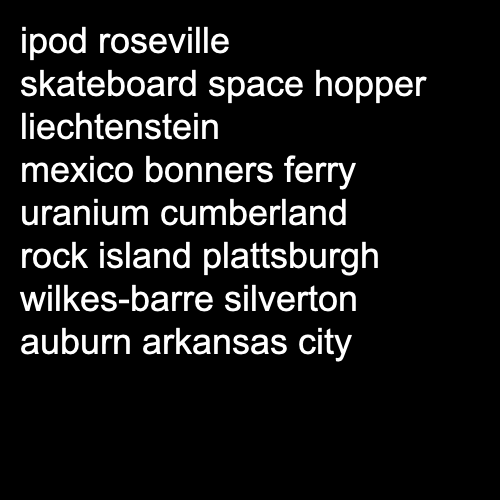 ipod roseville
skateboard space hopper
liechtenstein
mexico bonners ferry
uranium cumberland
rock island plattsburgh
wilkes-barre silverton
auburn arkansas city